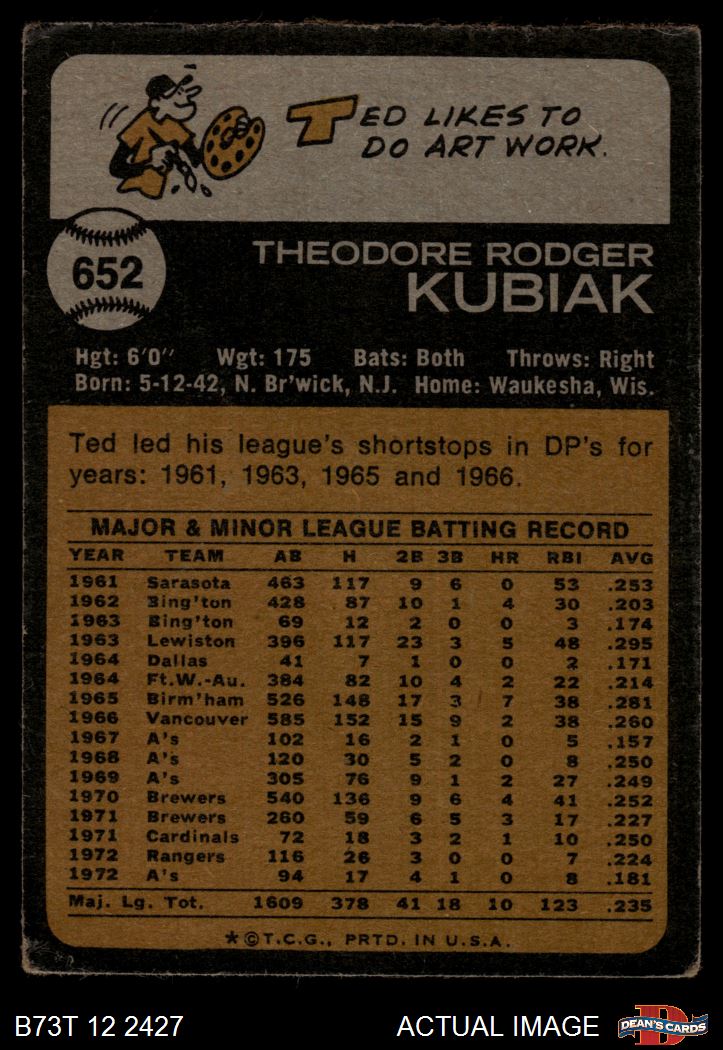 TED LIKES TO
DO ART WORK.
652
THEODORE RODGER
KUBIAK
Hgt: 6'0" Wgt: 175 Bats: Both Throws: Right
Born: 5-12-42, N. Br'wick, N.J. Home: Waukesha, Wis.
Ted led his league's shortstops in DP's for
years: 1961, 1963, 1965 and 1966.
MAJOR & MINOR LEAGUE BATTING RECORD
YEAR TEAM AB H 2B 3B HR RBI AVG
1961 Sarasota 463 117 9 6 0 53 .253
1962 Bing'ton 428 87 10 1 4 30 .203
1963 Bing'ton 69 12 2 0 0 3 .174
1963 Lewiston 396 117 23 3 5 48 .295
1964 Dallas 41 7 1 0 0 2 .171
1964 Ft.W.-Au. 384 82 10 4 2 22 .214
1965 Birm'ham 526 148 17 3 7 38 .281
1966 Vancouver 585 152 15 9 2 38 .260
1967 A's 102 16 2 1 0 5 .157
1968 A's 120 30 5 2 0 8 .250
1969 A's 305 76 9 1 2 27 .249
1970 Brewers 540 136 9 6 4 41 .252
1971 Brewers 260 59 6 5 3 17 .227
1971 Cardinals 72 18 3 2 1 10 .250
1972 Rangers 116 26 3 0 0 7 .224
1972 A's 94 17 4 1 0 8 .181
Maj. Lg. Tot. 1609 378 41 18 10 123 .235
*©T.C.G., PRTD. IN U.S.A.
B73T 12 2427 ACTUAL IMAGE DEAN'S CARDS